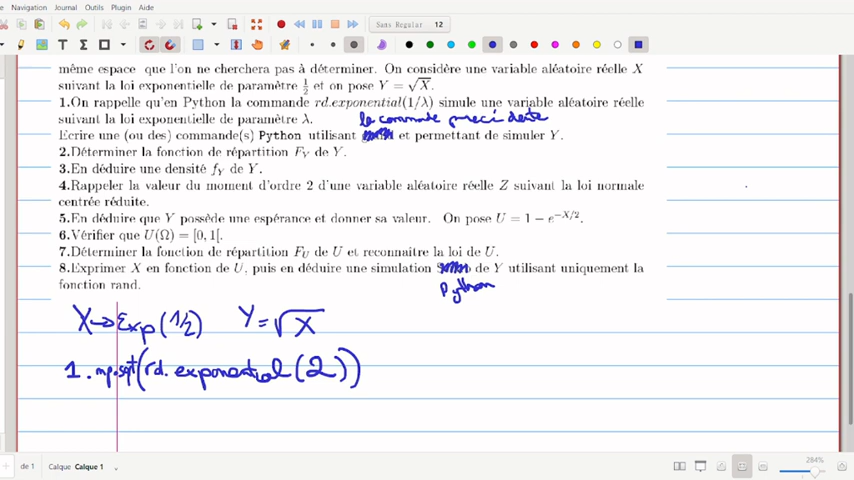 Navigation Journal Outils Plugin Aide
Sans Regular 12
même espace que l'on ne cherchera pas à déterminer. On considère une variable aléatoire réelle X
suivant la loi exponentielle de paramètre 1/2 et on pose Y = √X.
1.On rappelle qu'en Python la commande rd.exponential(1/λ) simule une variable aléatoire réelle
suivant la loi exponentielle de paramètre λ. la commande precédente
Ecrire une (ou des) commande(s) Python utilisant et permettant de simuler Y.
2.Déterminer la fonction de répartition F_Y de Y.
3.En déduire une densité f_Y de Y.
4.Rappeler la valeur du moment d'ordre 2 d'une variable aléatoire réelle Z suivant la loi normale
centrée réduite.
5.En déduire que Y possède une espérance et donner sa valeur. On pose U = 1 − e^{−X/2}.
6.Vérifier que U(Ω) = [0, 1[.
7.Déterminer la fonction de répartition F_U de U et reconnaître la loi de U.
8.Exprimer X en fonction de U, puis en déduire une simulation de Y utilisant uniquement la
fonction rand. Python
X ↪ Exp(1/2) Y = √X
1. np.sqrt(rd.exponential(2))
de 1 Calque Calque 1 284%